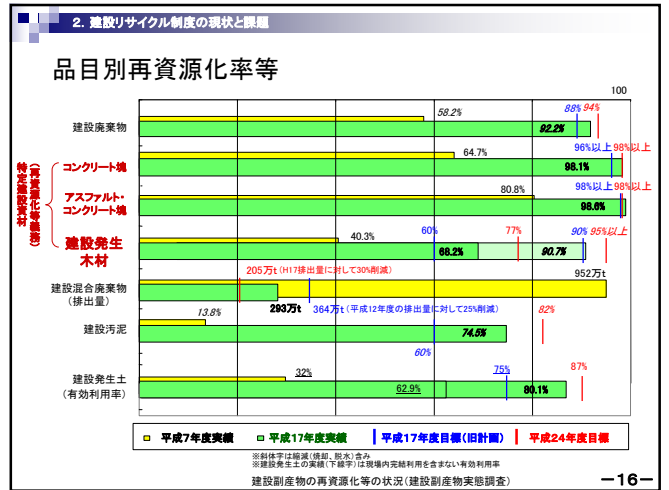 2. 建設リサイクル制度の現状と課題
品目別再資源化率等
100
58.2%
88%
94%
建設廃棄物
92.2%
96%以上
98%以上
64.7%
コンクリート塊
98.1%
98%以上
98%以上
80.8%
アスファルト・
コンクリート塊
98.6%
特定建設資材
(再資源化等義務)
40.3%
60%
77%
90%
95%以上
建設発生
木材
68.2%
90.7%
205万t(H17排出量に対して30%削減)
952万t
建設混合廃棄物
(排出量)
293万t
364万t(平成12年度の排出量に対して25%削減)
13.8%
82%
建設汚泥
74.5%
60%
32%
75%
87%
建設発生土
(有効利用率)
62.9%
80.1%
平成7年度実績
平成17年度実績
平成17年度目標(旧計画)
平成24年度目標
※斜体字は縮減(焼却、脱水)含み
※建設発生土の実績(下線字)は現場内完結利用を含まない有効利用率
建設副産物の再資源化等の状況(建設副産物実態調査)
-16-